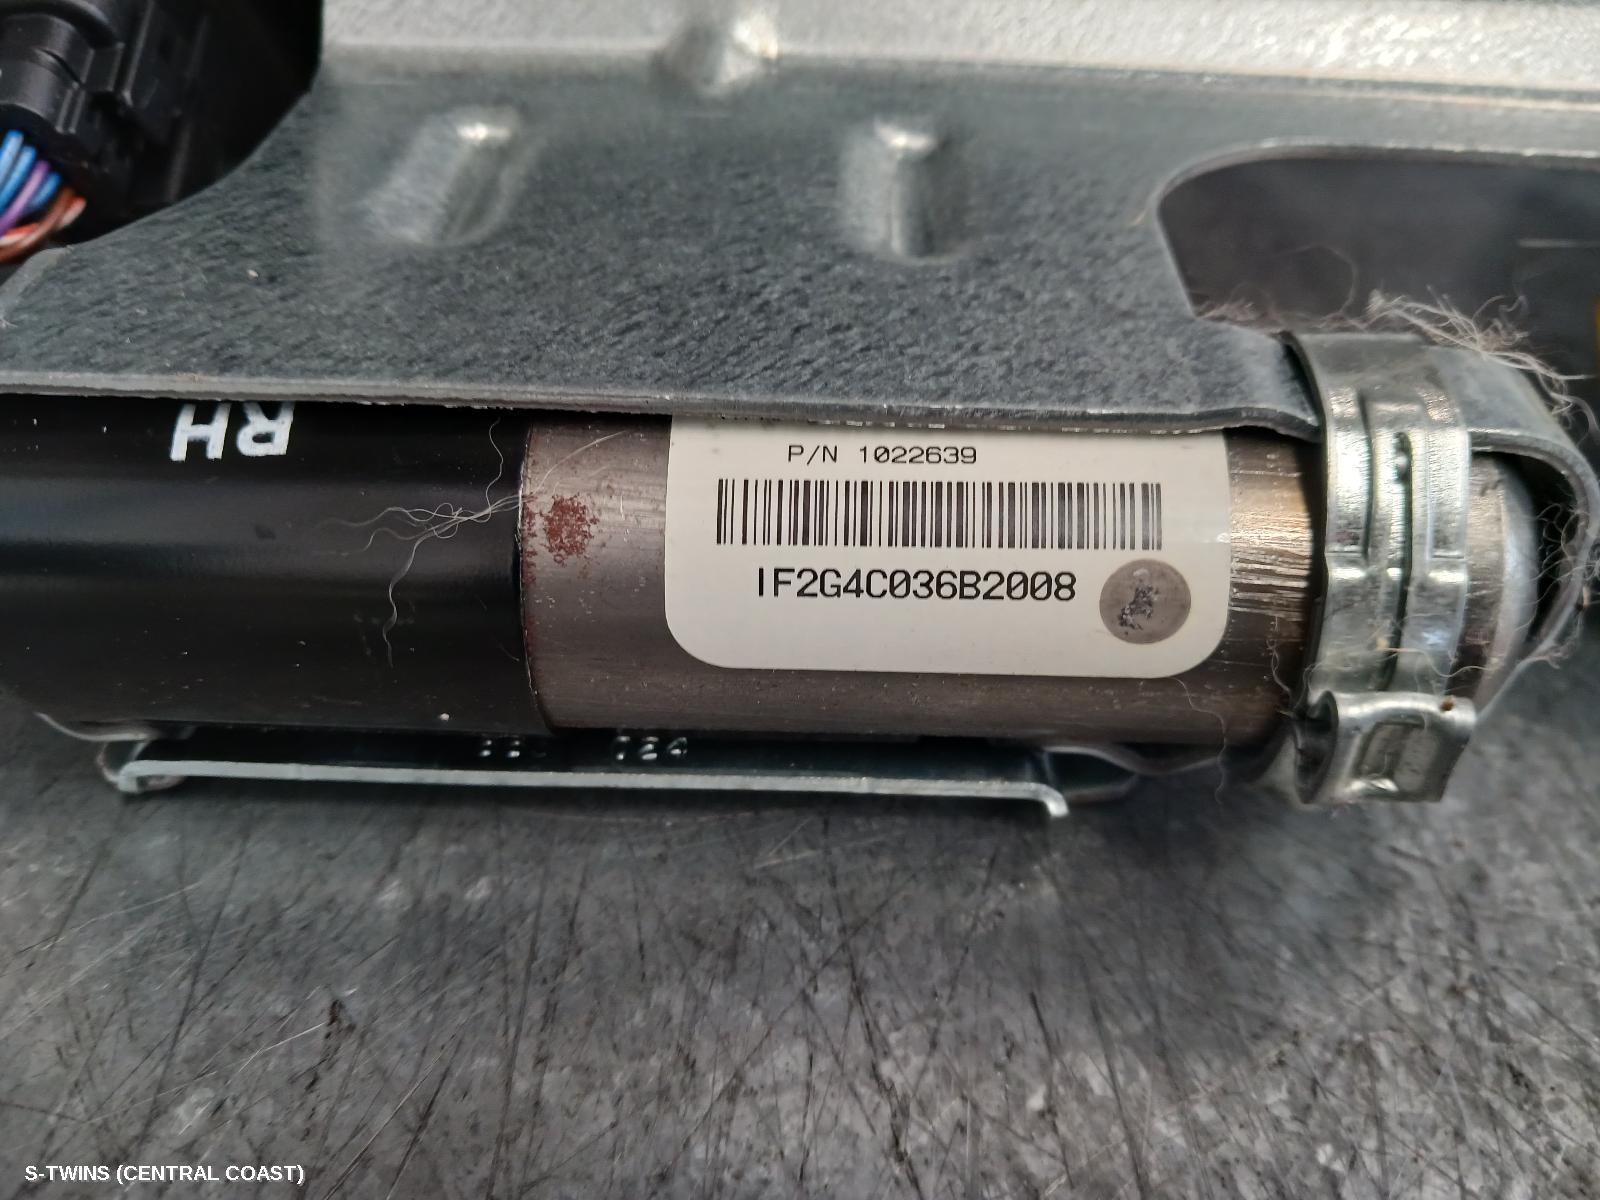 RH
P/N 1022639
IF2G4C036B2008
S-TWINS (CENTRAL COAST)